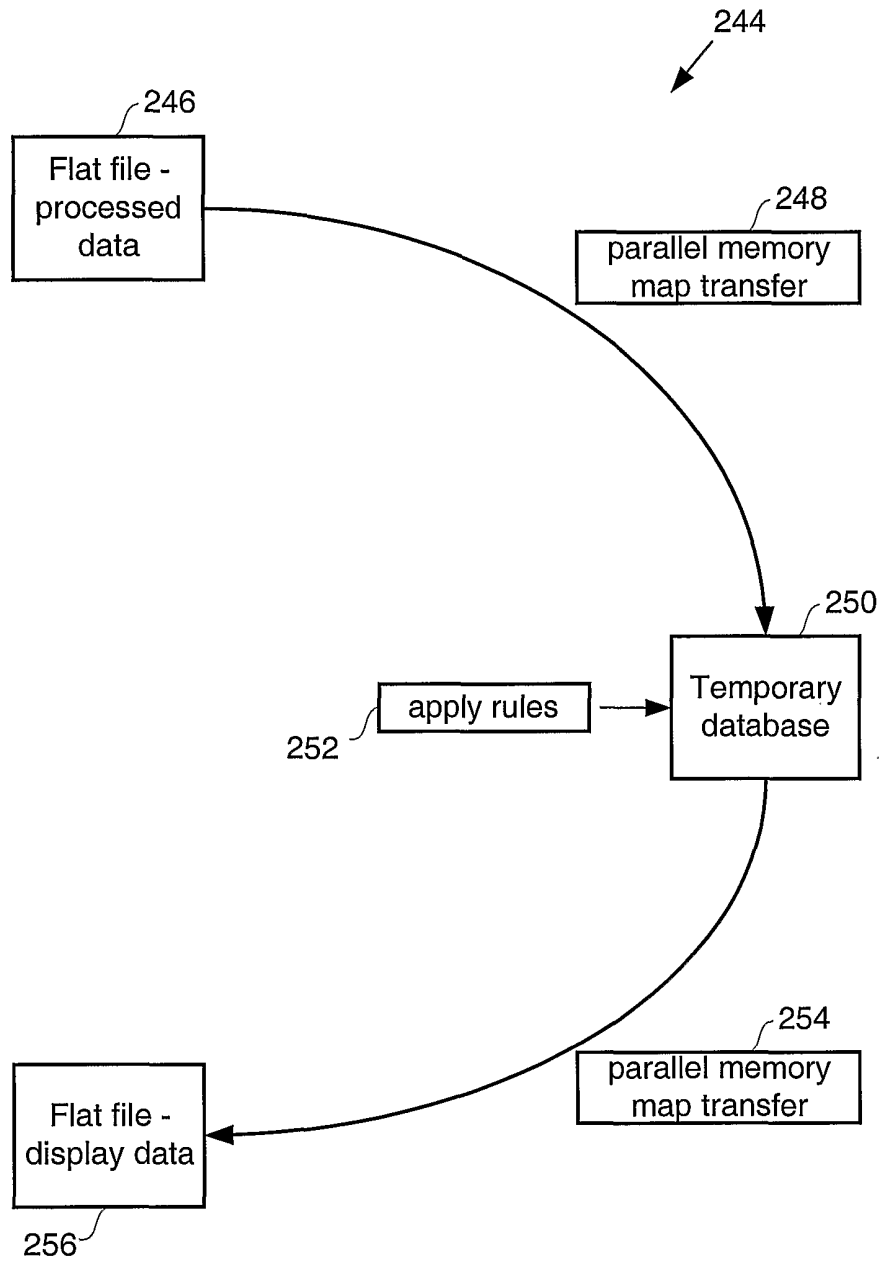 244
246
Flat file -
processed
data
248
parallel memory
map transfer
250
Temporary
database
apply rules
252
254
parallel memory
map transfer
Flat file -
display data
256